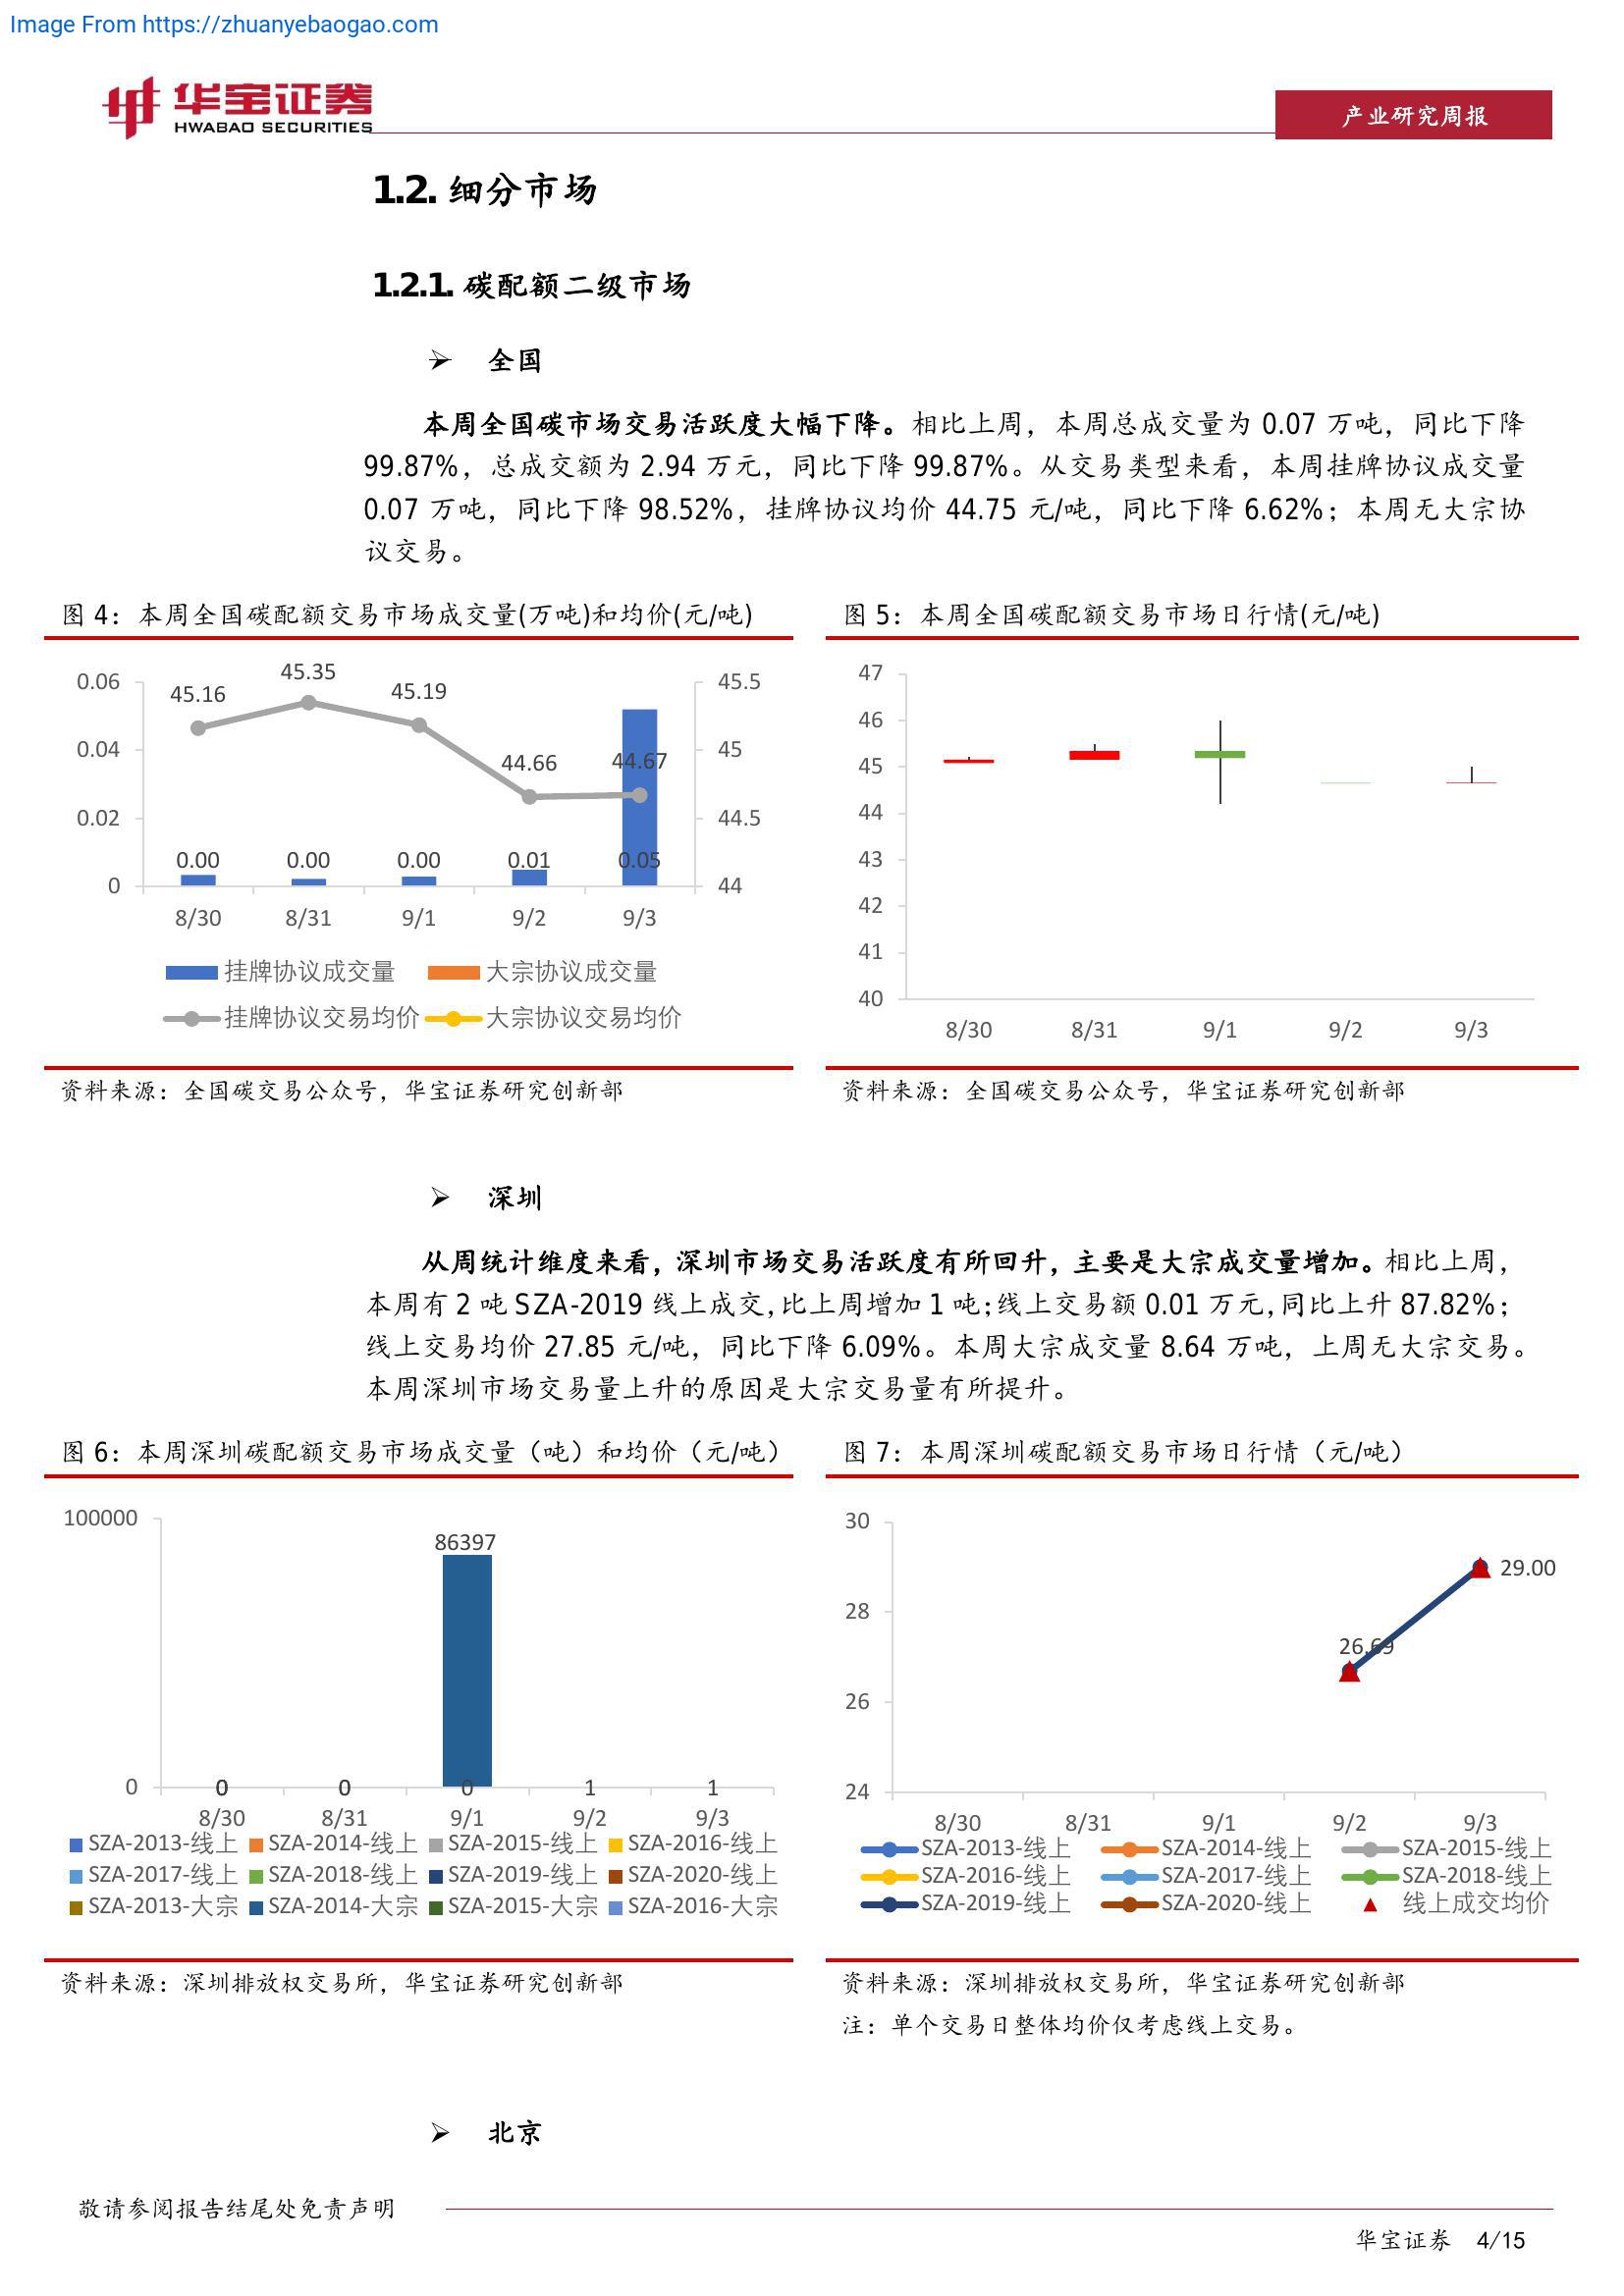 Image From https://zhuanyebaogao.com
华宝证券
HWABAO SECURITIES
产业研究周报
1.2. 细分市场
1.2.1. 碳配额二级市场
➢ 全国
本周全国碳市场交易活跃度大幅下降。相比上周，本周总成交量为 0.07 万吨，同比下降
99.87%，总成交额为 2.94 万元，同比下降 99.87%。从交易类型来看，本周挂牌协议成交量
0.07 万吨，同比下降 98.52%，挂牌协议均价 44.75 元/吨，同比下降 6.62%；本周无大宗协
议交易。
图 4：本周全国碳配额交易市场成交量(万吨)和均价(元/吨)
0.06
0.04
0.02
0
45.5
45
44.5
44
45.16
45.35
45.19
44.66
44.67
0.00
0.00
0.00
0.01
0.05
8/30 8/31 9/1 9/2 9/3
挂牌协议成交量 大宗协议成交量
挂牌协议交易均价 大宗协议交易均价
资料来源：全国碳交易公众号，华宝证券研究创新部
图 5：本周全国碳配额交易市场日行情(元/吨)
47
46
45
44
43
42
41
40
8/30 8/31 9/1 9/2 9/3
资料来源：全国碳交易公众号，华宝证券研究创新部
➢ 深圳
从周统计维度来看，深圳市场交易活跃度有所回升，主要是大宗成交量增加。相比上周，
本周有 2 吨 SZA-2019 线上成交，比上周增加 1 吨；线上交易额 0.01 万元，同比上升 87.82%；
线上交易均价 27.85 元/吨，同比下降 6.09%。本周大宗成交量 8.64 万吨，上周无大宗交易。
本周深圳市场交易量上升的原因是大宗交易量有所提升。
图 6：本周深圳碳配额交易市场成交量（吨）和均价（元/吨）
100000
0
86397
0 0 0 1 1
8/30 8/31 9/1 9/2 9/3
SZA-2013-线上 SZA-2014-线上 SZA-2015-线上 SZA-2016-线上
SZA-2017-线上 SZA-2018-线上 SZA-2019-线上 SZA-2020-线上
SZA-2013-大宗 SZA-2014-大宗 SZA-2015-大宗 SZA-2016-大宗
资料来源：深圳排放权交易所，华宝证券研究创新部
图 7：本周深圳碳配额交易市场日行情（元/吨）
30
28
26
24
26.69
29.00
8/30 8/31 9/1 9/2 9/3
SZA-2013-线上 SZA-2014-线上 SZA-2015-线上
SZA-2016-线上 SZA-2017-线上 SZA-2018-线上
SZA-2019-线上 SZA-2020-线上 线上成交均价
资料来源：深圳排放权交易所，华宝证券研究创新部
注：单个交易日整体均价仅考虑线上交易。
➢ 北京
敬请参阅报告结尾处免责声明
华宝证券 4/15